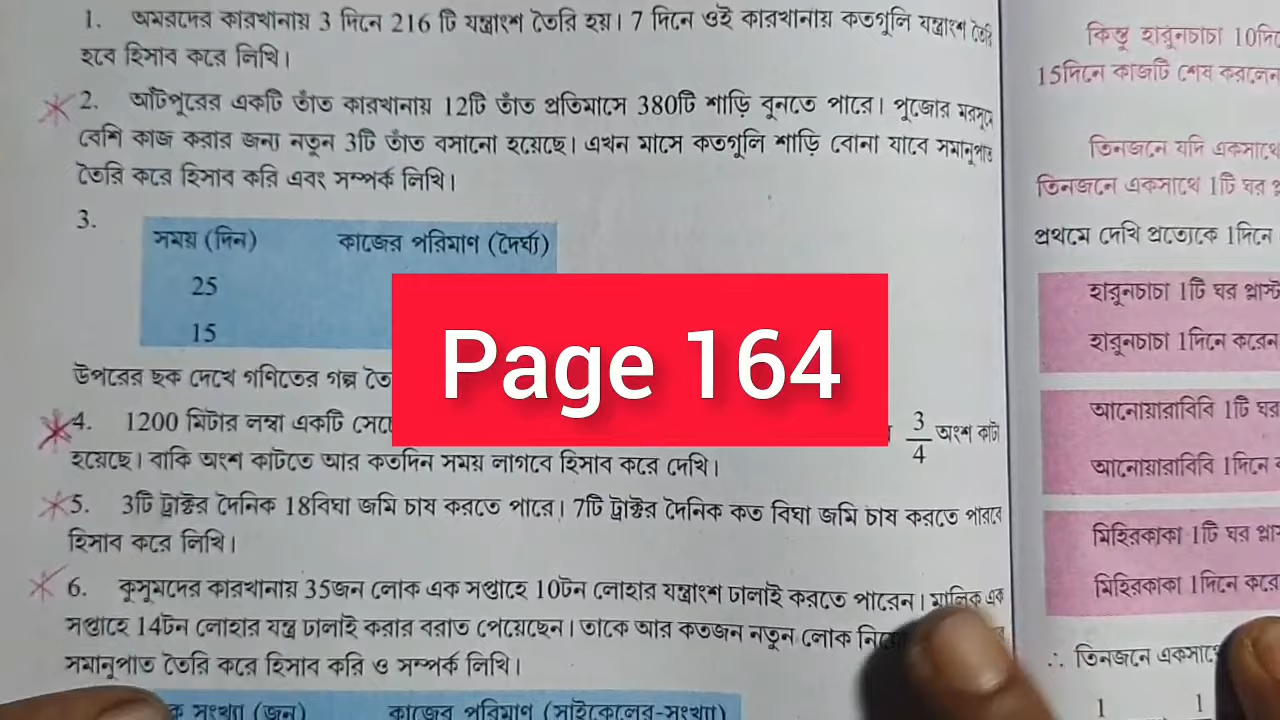 1. অমরদের কারখানায় 3 দিনে 216 টি যন্ত্রাংশ তৈরি হয়। 7 দিনে ওই কারখানায় কতগুলি যন্ত্রাংশ তৈরি
হবে হিসাব করে লিখি।
2. আঁটপুরের একটি তাঁত কারখানায় 12টি তাঁত প্রতিমাসে 380টি শাড়ি বুনতে পারে। পুজোর মরসুমে
বেশি কাজ করার জন্য নতুন 3টি তাঁত বসানো হয়েছে। এখন মাসে কতগুলি শাড়ি বোনা যাবে সমানুপাত
তৈরি করে হিসাব করি এবং সম্পর্ক লিখি।
3.
সময় (দিন) কাজের পরিমাণ (দৈর্ঘ্য)
25
15
উপরের ছক দেখে গণিতের গল্প
Page 164
4. 1200 মিটার লম্বা একটি 3/4 অংশ কাটা
হয়েছে। বাকি অংশ কাটতে আর কতদিন সময় লাগবে হিসাব করে দেখি।
5. 3টি ট্রাক্টর দৈনিক 18বিঘা জমি চাষ করতে পারে। 7টি ট্রাক্টর দৈনিক কত বিঘা জমি চাষ করতে পারবে
হিসাব করে লিখি।
6. কুসুমদের কারখানায় 35জন লোক এক সপ্তাহে 10টন লোহার যন্ত্রাংশ ঢালাই করতে পারেন। মালিক এক
সপ্তাহে 14টন লোহার যন্ত্র ঢালাই করার বরাত পেয়েছেন। তাকে আর কতজন নতুন লোক
সমানুপাত তৈরি করে হিসাব করি ও সম্পর্ক লিখি।
সংখ্যা (জন) কাজের পরিমাণ (সাইকেলের-সংখ্যা)
কিন্তু হারুনচাচা
15দিনে কাজটি শেষ করলেন
তিনজনে যদি একসাথে
তিনজনে একসাথে 1টি ঘর
প্রথমে দেখি প্রত্যেকে 1দিনে
হারুনচাচা 1টি ঘর
হারুনচাচা 1দিনে করেন
আনোয়ারাবিবি 1টি ঘর
আনোয়ারাবিবি 1দিনে
মিহিরকাকা 1টি ঘর
মিহিরকাকা 1দিনে
∴ তিনজনে
1 1